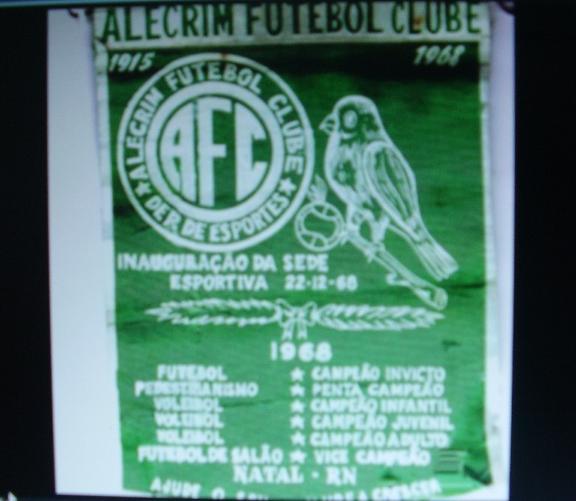 ALECRIM FUTEBOL CLUBE
1915 1968
ALECRIM FUTEBOL CLUBE
AFC
★ DEP. DE ESPORTES ★
INAUGURAÇÃO DA SEDE
ESPORTIVA 22-12-68
1968
FUTEBOL ★ CAMPEÃO INVICTO
PEDESTRIANISMO ★ PENTA CAMPEÃO
VOLEIBOL ★ CAMPEÃO INFANTIL
VOLEIBOL ★ CAMPEÃO JUVENIL
VOLEIBOL ★ CAMPEÃO ADULTO
FUTEBOL DE SALÃO ★ VICE CAMPEÃO
NATAL - RN
AJUDE O